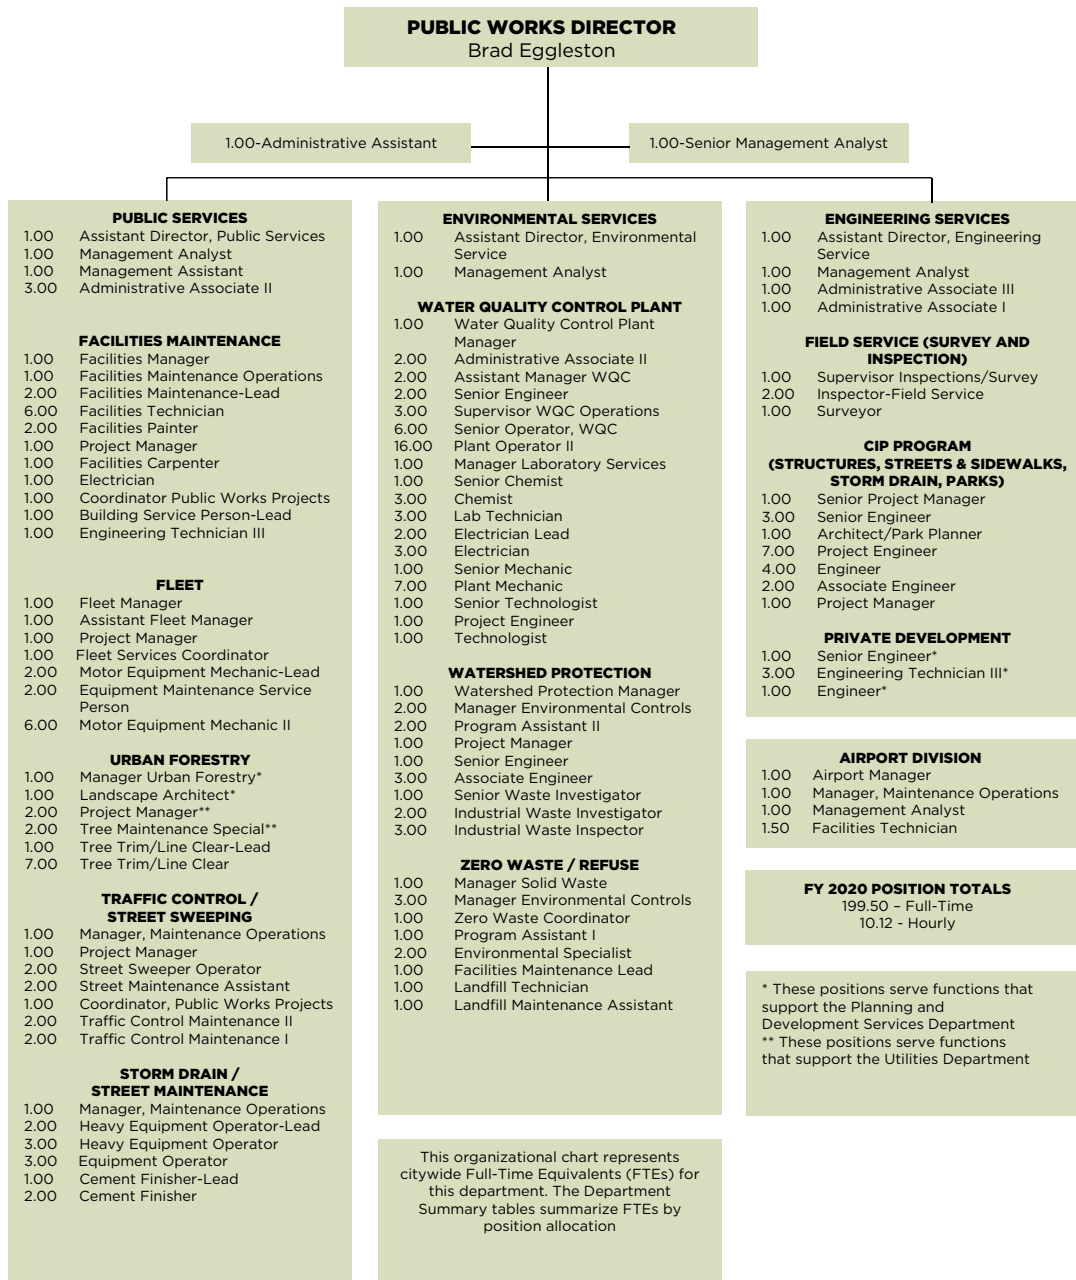 PUBLIC WORKS DIRECTOR
Brad Eggleston
1.00-Administrative Assistant
1.00-Senior Management Analyst
PUBLIC SERVICES
1.00 Assistant Director, Public Services
1.00 Management Analyst
1.00 Management Assistant
3.00 Administrative Associate II
FACILITIES MAINTENANCE
1.00 Facilities Manager
1.00 Facilities Maintenance Operations
2.00 Facilities Maintenance-Lead
6.00 Facilities Technician
2.00 Facilities Painter
1.00 Project Manager
1.00 Facilities Carpenter
1.00 Electrician
1.00 Coordinator Public Works Projects
1.00 Building Service Person-Lead
1.00 Engineering Technician III
FLEET
1.00 Fleet Manager
1.00 Assistant Fleet Manager
1.00 Project Manager
1.00 Fleet Services Coordinator
2.00 Motor Equipment Mechanic-Lead
2.00 Equipment Maintenance Service
Person
6.00 Motor Equipment Mechanic II
URBAN FORESTRY
1.00 Manager Urban Forestry*
1.00 Landscape Architect*
2.00 Project Manager**
2.00 Tree Maintenance Special**
1.00 Tree Trim/Line Clear-Lead
7.00 Tree Trim/Line Clear
TRAFFIC CONTROL /
STREET SWEEPING
1.00 Manager, Maintenance Operations
1.00 Project Manager
2.00 Street Sweeper Operator
2.00 Street Maintenance Assistant
1.00 Coordinator, Public Works Projects
2.00 Traffic Control Maintenance II
2.00 Traffic Control Maintenance I
STORM DRAIN /
STREET MAINTENANCE
1.00 Manager, Maintenance Operations
2.00 Heavy Equipment Operator-Lead
3.00 Heavy Equipment Operator
3.00 Equipment Operator
1.00 Cement Finisher-Lead
2.00 Cement Finisher
ENVIRONMENTAL SERVICES
1.00 Assistant Director, Environmental
Service
1.00 Management Analyst
WATER QUALITY CONTROL PLANT
1.00 Water Quality Control Plant
Manager
2.00 Administrative Associate II
2.00 Assistant Manager WQC
2.00 Senior Engineer
3.00 Supervisor WQC Operations
6.00 Senior Operator, WQC
16.00 Plant Operator II
1.00 Manager Laboratory Services
1.00 Senior Chemist
3.00 Chemist
3.00 Lab Technician
2.00 Electrician Lead
3.00 Electrician
1.00 Senior Mechanic
7.00 Plant Mechanic
1.00 Senior Technologist
1.00 Project Engineer
1.00 Technologist
WATERSHED PROTECTION
1.00 Watershed Protection Manager
2.00 Manager Environmental Controls
2.00 Program Assistant II
1.00 Project Manager
1.00 Senior Engineer
3.00 Associate Engineer
1.00 Senior Waste Investigator
2.00 Industrial Waste Investigator
3.00 Industrial Waste Inspector
ZERO WASTE / REFUSE
1.00 Manager Solid Waste
3.00 Manager Environmental Controls
1.00 Zero Waste Coordinator
1.00 Program Assistant I
2.00 Environmental Specialist
1.00 Facilities Maintenance Lead
1.00 Landfill Technician
1.00 Landfill Maintenance Assistant
This organizational chart represents
citywide Full-Time Equivalents (FTEs) for
this department. The Department
Summary tables summarize FTEs by
position allocation
ENGINEERING SERVICES
1.00 Assistant Director, Engineering
Service
1.00 Management Analyst
1.00 Administrative Associate III
1.00 Administrative Associate I
FIELD SERVICE (SURVEY AND
INSPECTION)
1.00 Supervisor Inspections/Survey
2.00 Inspector-Field Service
1.00 Surveyor
CIP PROGRAM
(STRUCTURES, STREETS & SIDEWALKS,
STORM DRAIN, PARKS)
1.00 Senior Project Manager
3.00 Senior Engineer
1.00 Architect/Park Planner
7.00 Project Engineer
4.00 Engineer
2.00 Associate Engineer
1.00 Project Manager
PRIVATE DEVELOPMENT
1.00 Senior Engineer*
3.00 Engineering Technician III*
1.00 Engineer*
AIRPORT DIVISION
1.00 Airport Manager
1.00 Manager, Maintenance Operations
1.00 Management Analyst
1.50 Facilities Technician
FY 2020 POSITION TOTALS
199.50 – Full-Time
10.12 - Hourly
* These positions serve functions that
support the Planning and
Development Services Department
** These positions serve functions
that support the Utilities Department